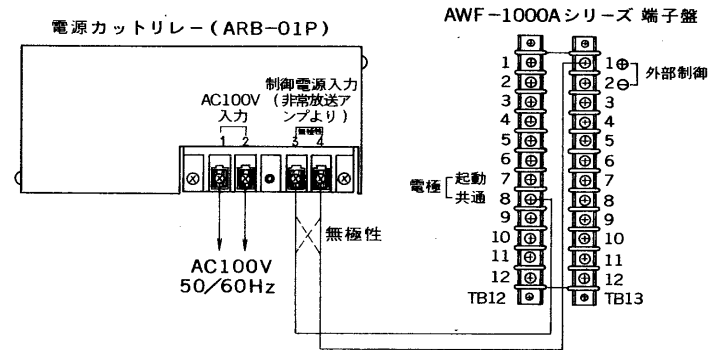 電源カットリレー(ARB-01P)
AWF-1000Aシリーズ 端子盤
AC100V
入力
制御電源入力
(非常放送ア
ンプより)
無極性
1 2 3 4
AC100V
50/60Hz
無極性
電極
起動
共通
1
2
3
4
5
6
7
8
9
10
11
12
TB12
1⊕
2⊖
外部制御
3
4
5
6
7
8
9
10
11
12
TB13